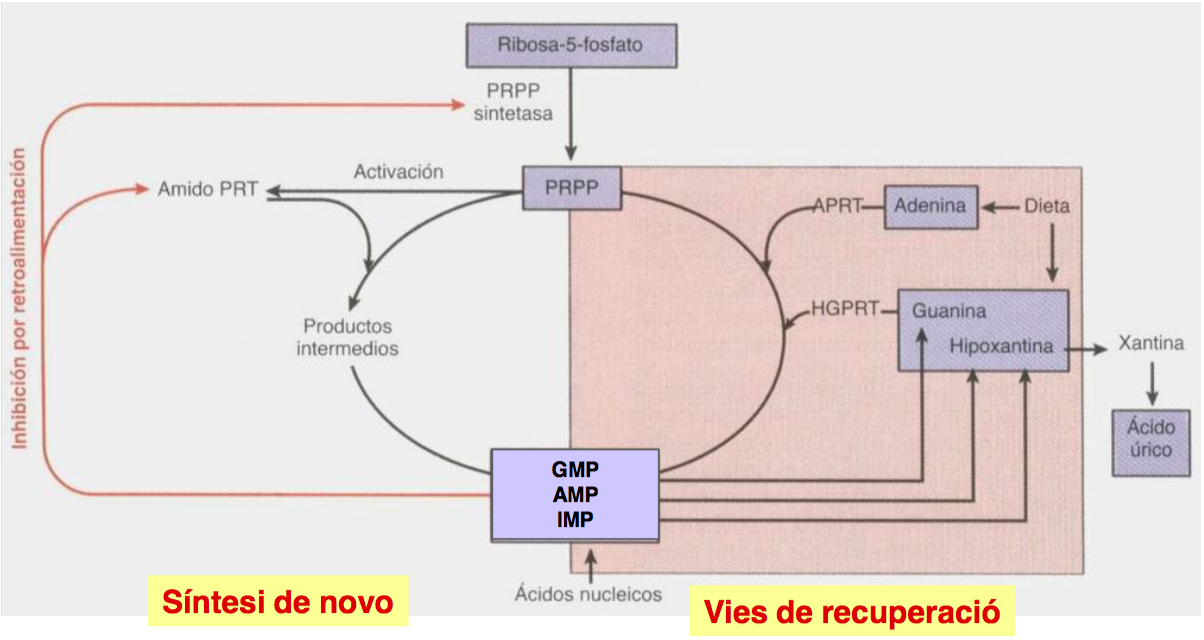 Ribosa-5-fosfato
PRPP
sintetasa
Inhibición por retroalimentación
Amido PRT
Activación
PRPP
APRT
Adenina
Dieta
HGPRT
Guanina
Hipoxantina
Xantina
Productos
intermedios
Ácido
úrico
GMP
AMP
IMP
Ácidos nucleicos
Síntesi de novo
Vies de recuperació